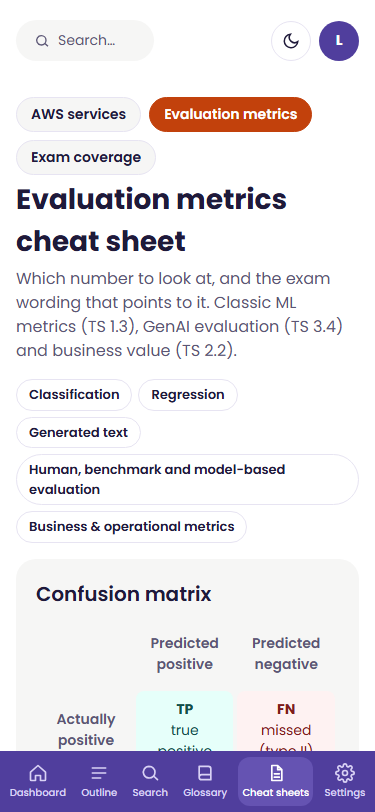 Search...
L
AWS services
Evaluation metrics
Exam coverage
Evaluation metrics
cheat sheet
Which number to look at, and the exam
wording that points to it. Classic ML
metrics (TS 1.3), GenAI evaluation (TS 3.4)
and business value (TS 2.2).
Classification
Regression
Generated text
Human, benchmark and model-based
evaluation
Business & operational metrics
Confusion matrix
Predicted
positive
Predicted
negative
Actually
positive
TP
true
positive
FN
missed
(type II)
Dashboard
Outline
Search
Glossary
Cheat sheets
Settings